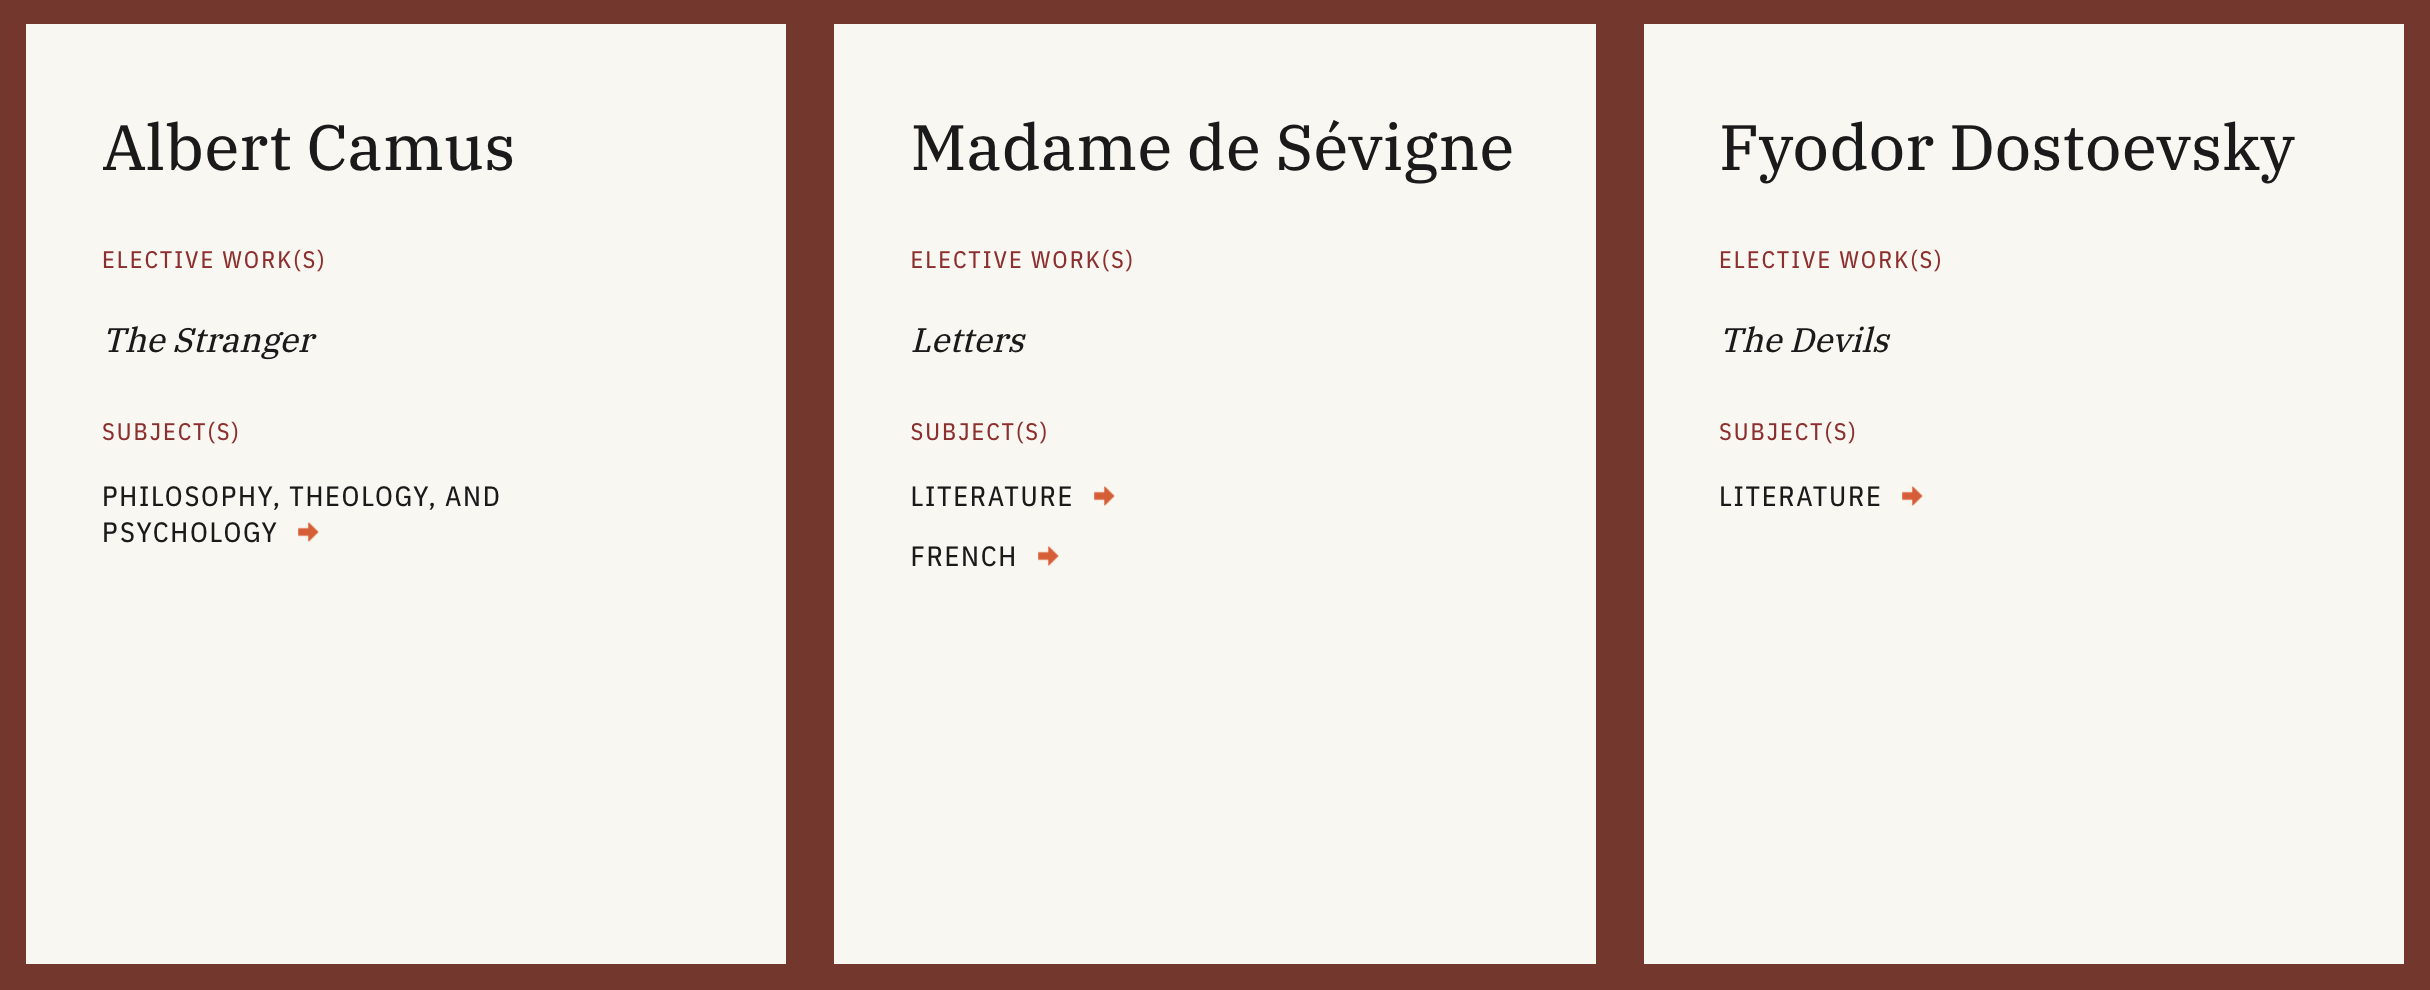 Albert Camus
ELECTIVE WORK(S)
The Stranger
SUBJECT(S)
PHILOSOPHY, THEOLOGY, AND
PSYCHOLOGY
Madame de Sévigne
ELECTIVE WORK(S)
Letters
SUBJECT(S)
LITERATURE
FRENCH
Fyodor Dostoevsky
ELECTIVE WORK(S)
The Devils
SUBJECT(S)
LITERATURE